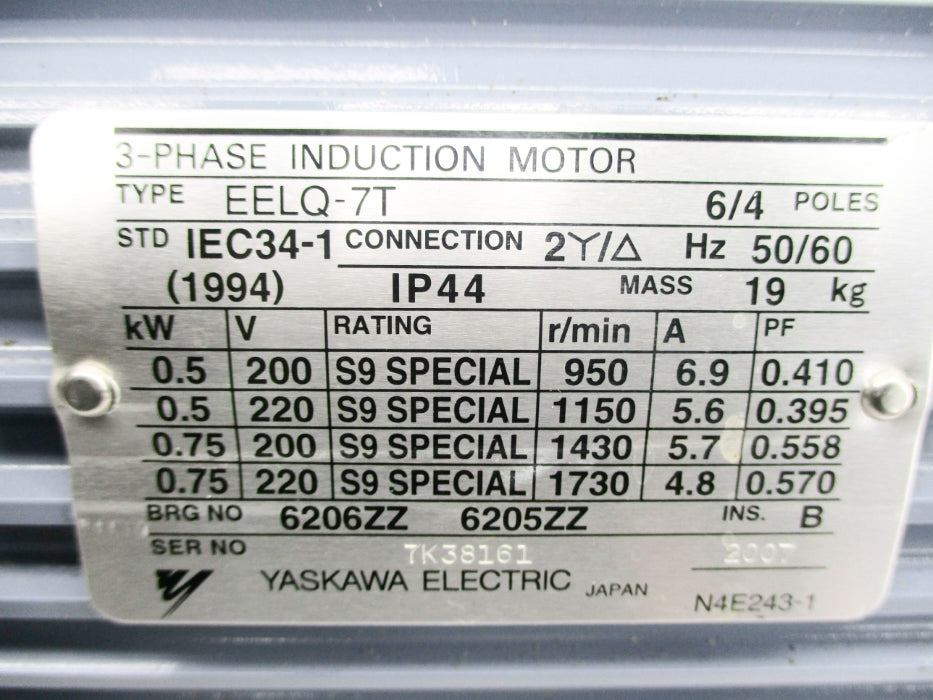 3-PHASE INDUCTION MOTOR
TYPE EELQ-7T 6/4 POLES
STD IEC34-1 CONNECTION 2Y/Δ Hz 50/60
(1994) IP44 MASS 19 kg
kW V RATING r/min A PF
0.5 200 S9 SPECIAL 950 6.9 0.410
0.5 220 S9 SPECIAL 1150 5.6 0.395
0.75 200 S9 SPECIAL 1430 5.7 0.558
0.75 220 S9 SPECIAL 1730 4.8 0.570
BRG NO 6206ZZ 6205ZZ INS. B
SER NO 7K38161 2007
YASKAWA ELECTRIC JAPAN N4E243-1